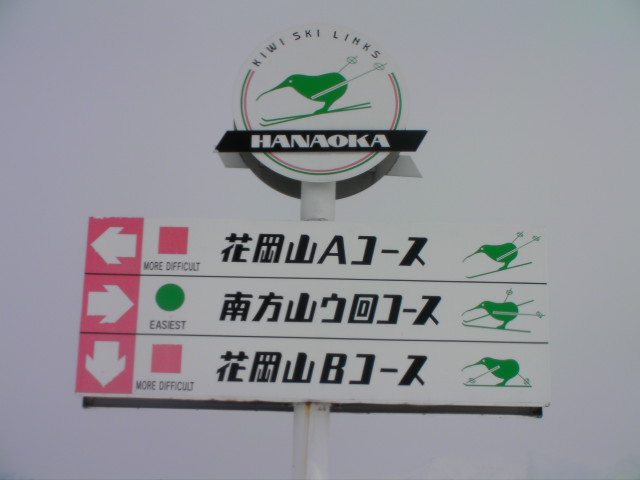 KIWI SKI LINKS
HANAOKA
MORE DIFFICULT
花岡山Aコース
EASIEST
南方山ウ回コース
MORE DIFFICULT
花岡山Bコース